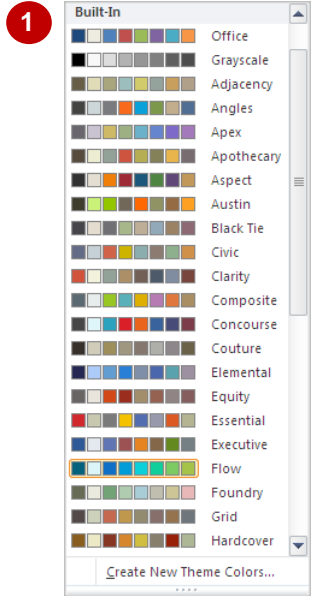 1
Built-In
Office
Grayscale
Adjacency
Angles
Apex
Apothecary
Aspect
Austin
Black Tie
Civic
Clarity
Composite
Concourse
Couture
Elemental
Equity
Essential
Executive
Flow
Foundry
Grid
Hardcover
Create New Theme Colors...